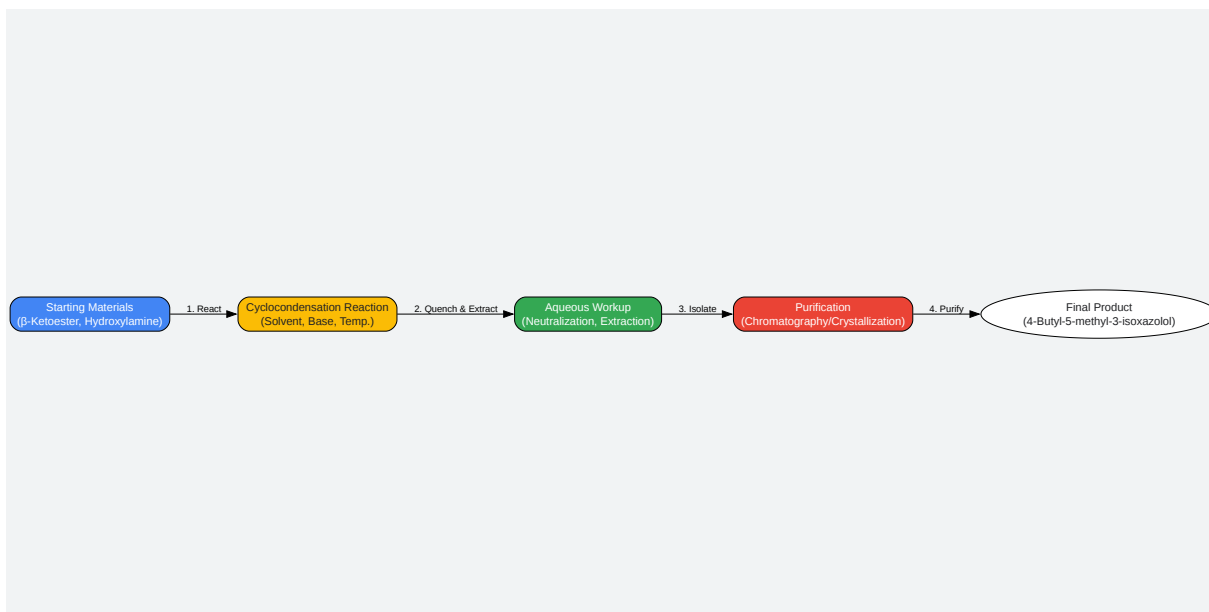 Starting Materials
(β-Ketoester, Hydroxylamine)
1. React
Cyclocondensation Reaction
(Solvent, Base, Temp.)
2. Quench & Extract
Aqueous Workup
(Neutralization, Extraction)
3. Isolate
Purification
(Chromatography/Crystallization)
4. Purify
Final Product
(4-Butyl-5-methyl-3-isoxazolol)